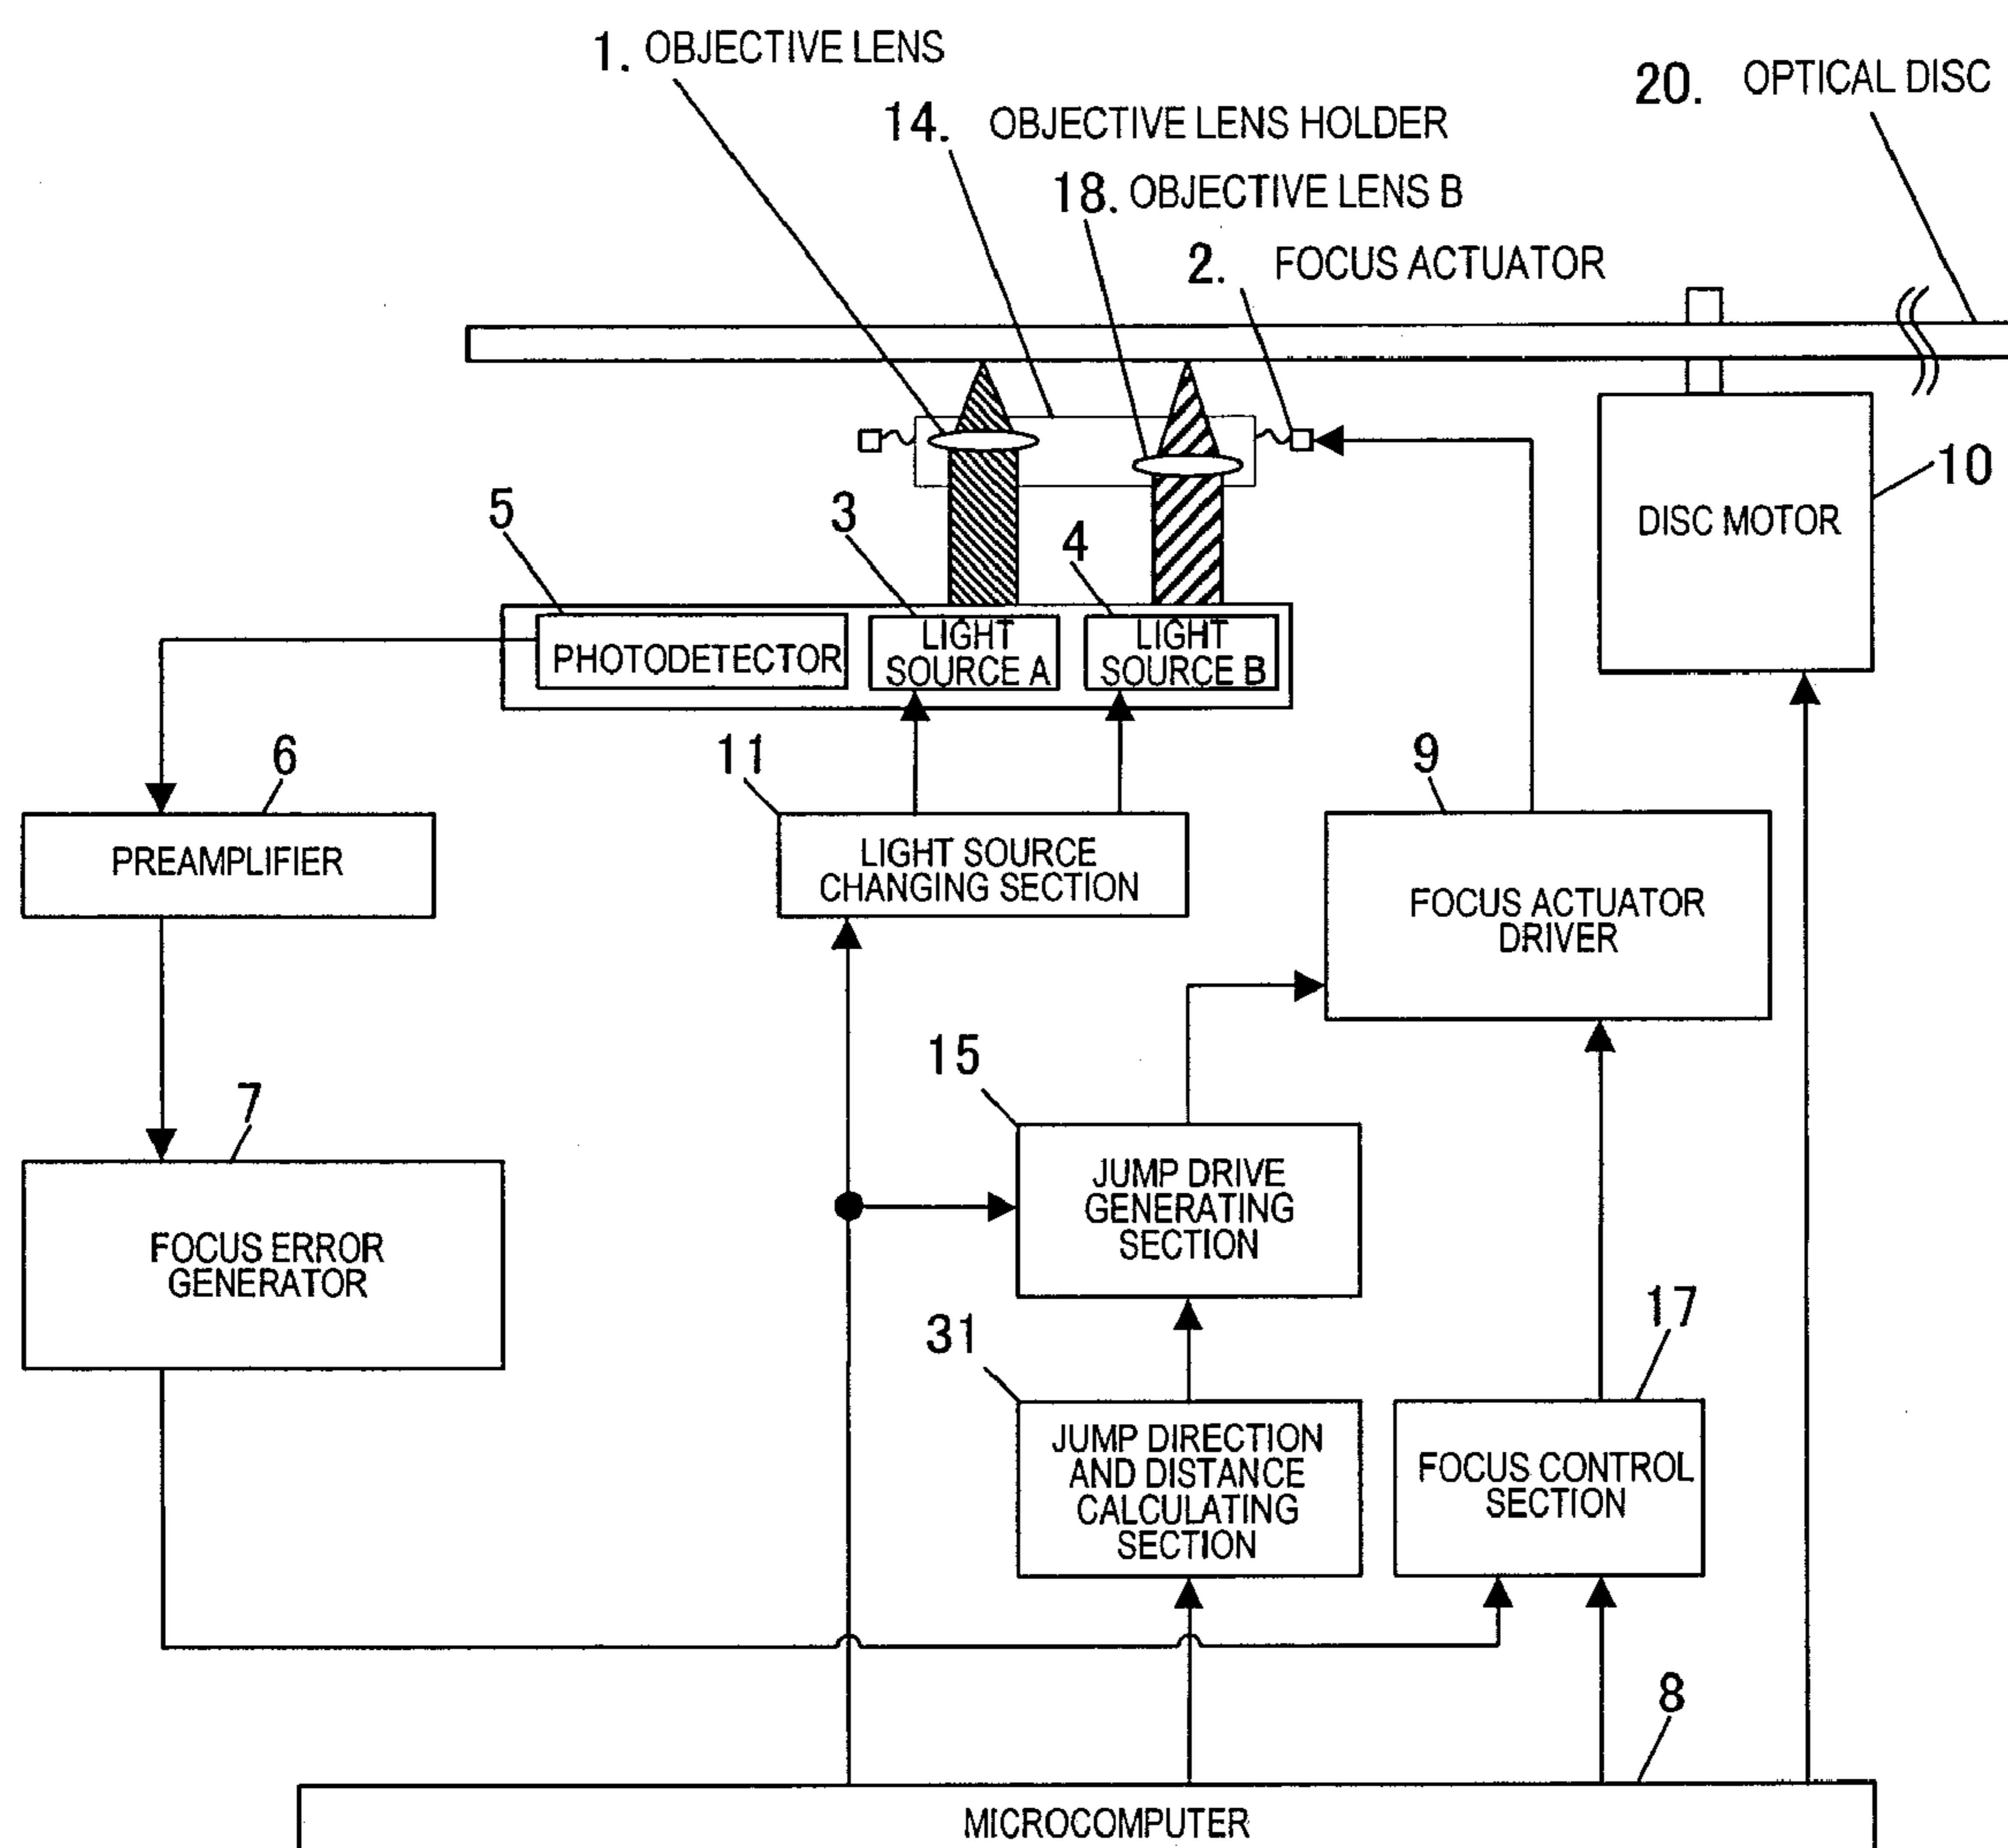 1. OBJECTIVE LENS
20. OPTICAL DISC
14. OBJECTIVE LENS HOLDER
18. OBJECTIVE LENS B
2. FOCUS ACTUATOR
10
DISC MOTOR
5
3
4
PHOTODETECTOR
LIGHT
SOURCE A
LIGHT
SOURCE B
6
11
9
PREAMPLIFIER
LIGHT SOURCE
CHANGING SECTION
FOCUS ACTUATOR
DRIVER
15
7
JUMP DRIVE
GENERATING
SECTION
FOCUS ERROR
GENERATOR
31
17
JUMP DIRECTION
AND DISTANCE
CALCULATING
SECTION
FOCUS CONTROL
SECTION
8
MICROCOMPUTER